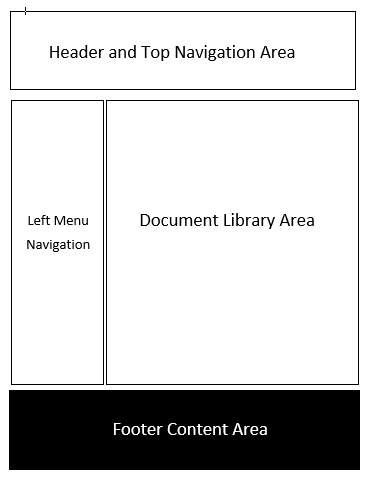 Header and Top Navigation Area
Left Menu
Navigation
Document Library Area
Footer Content Area